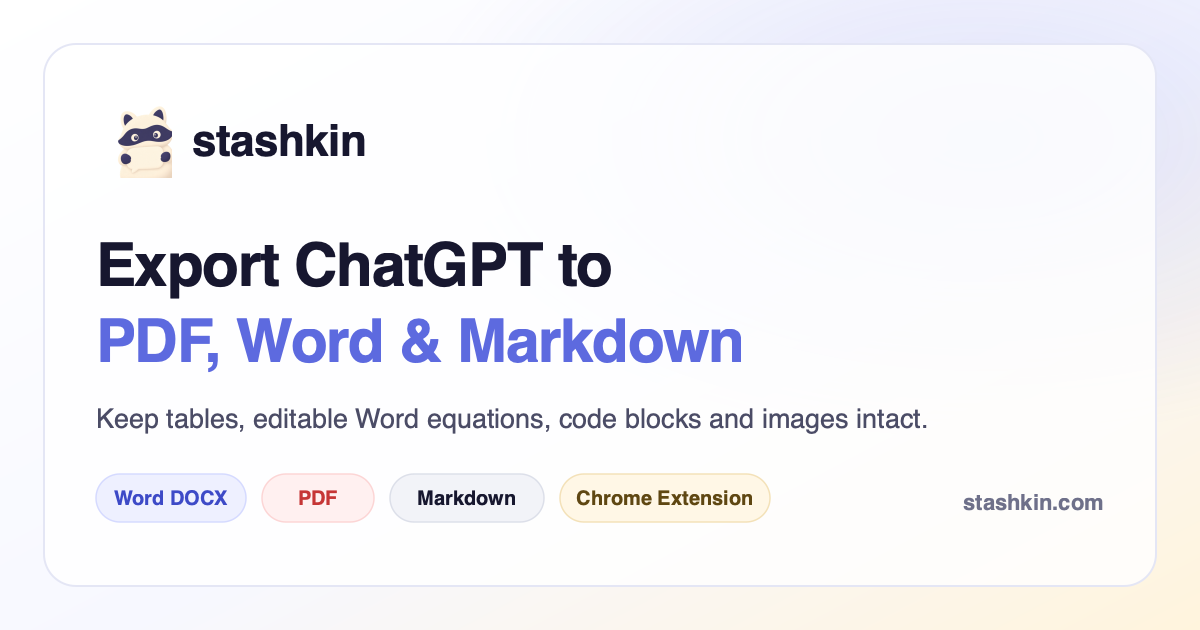 stashkin
Export ChatGPT to
PDF, Word & Markdown
Keep tables, editable Word equations, code blocks and images intact.
Word DOCX
PDF
Markdown
Chrome Extension
stashkin.com